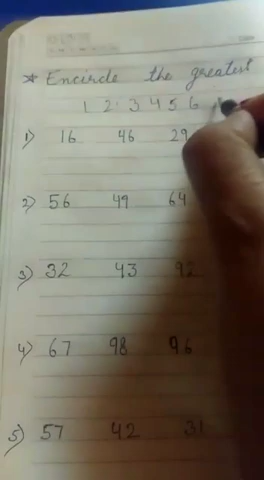 * Encircle the greatest
1 2 3 4 5 6
1) 16 46 29
2) 56 49 64
3) 32 43 92
4) 67 98 96
5) 57 42 31